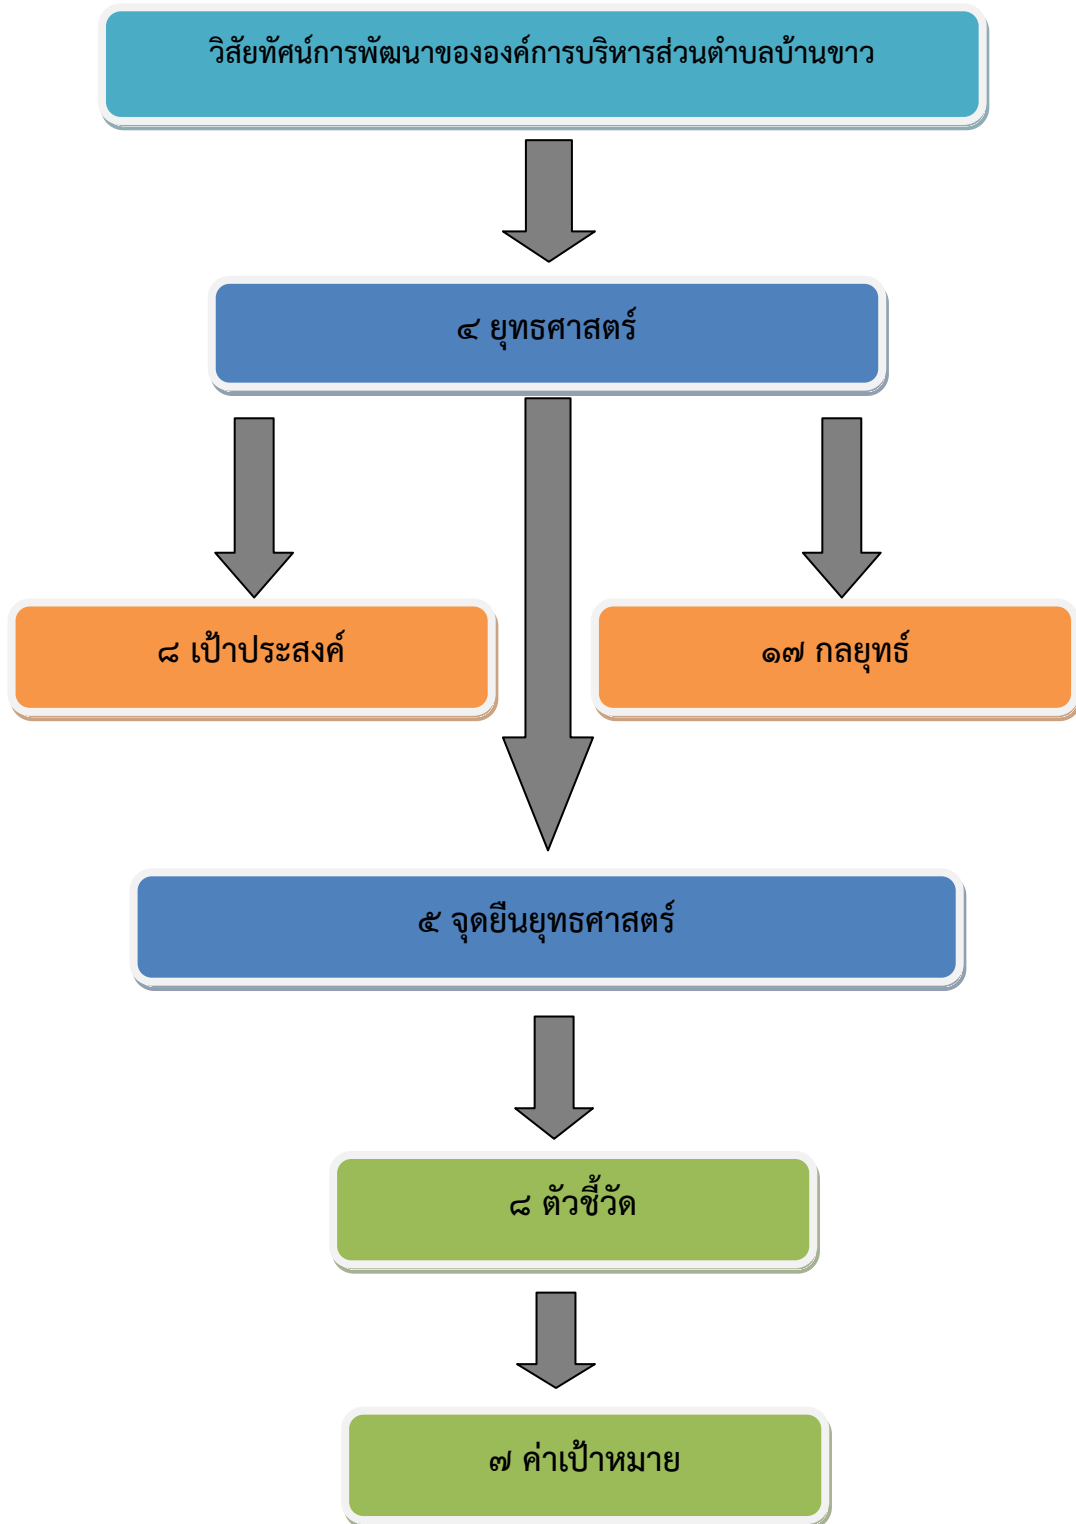 วิสัยทัศน์การพัฒนาขององค์การบริหารส่วนตำบลบ้านขาว
๔ ยุทธศาสตร์
๘ เป้าประสงค์
๑๗ กลยุทธ์
๕ จุดยืนยุทธศาสตร์
๘ ตัวชี้วัด
๗ ค่าเป้าหมาย